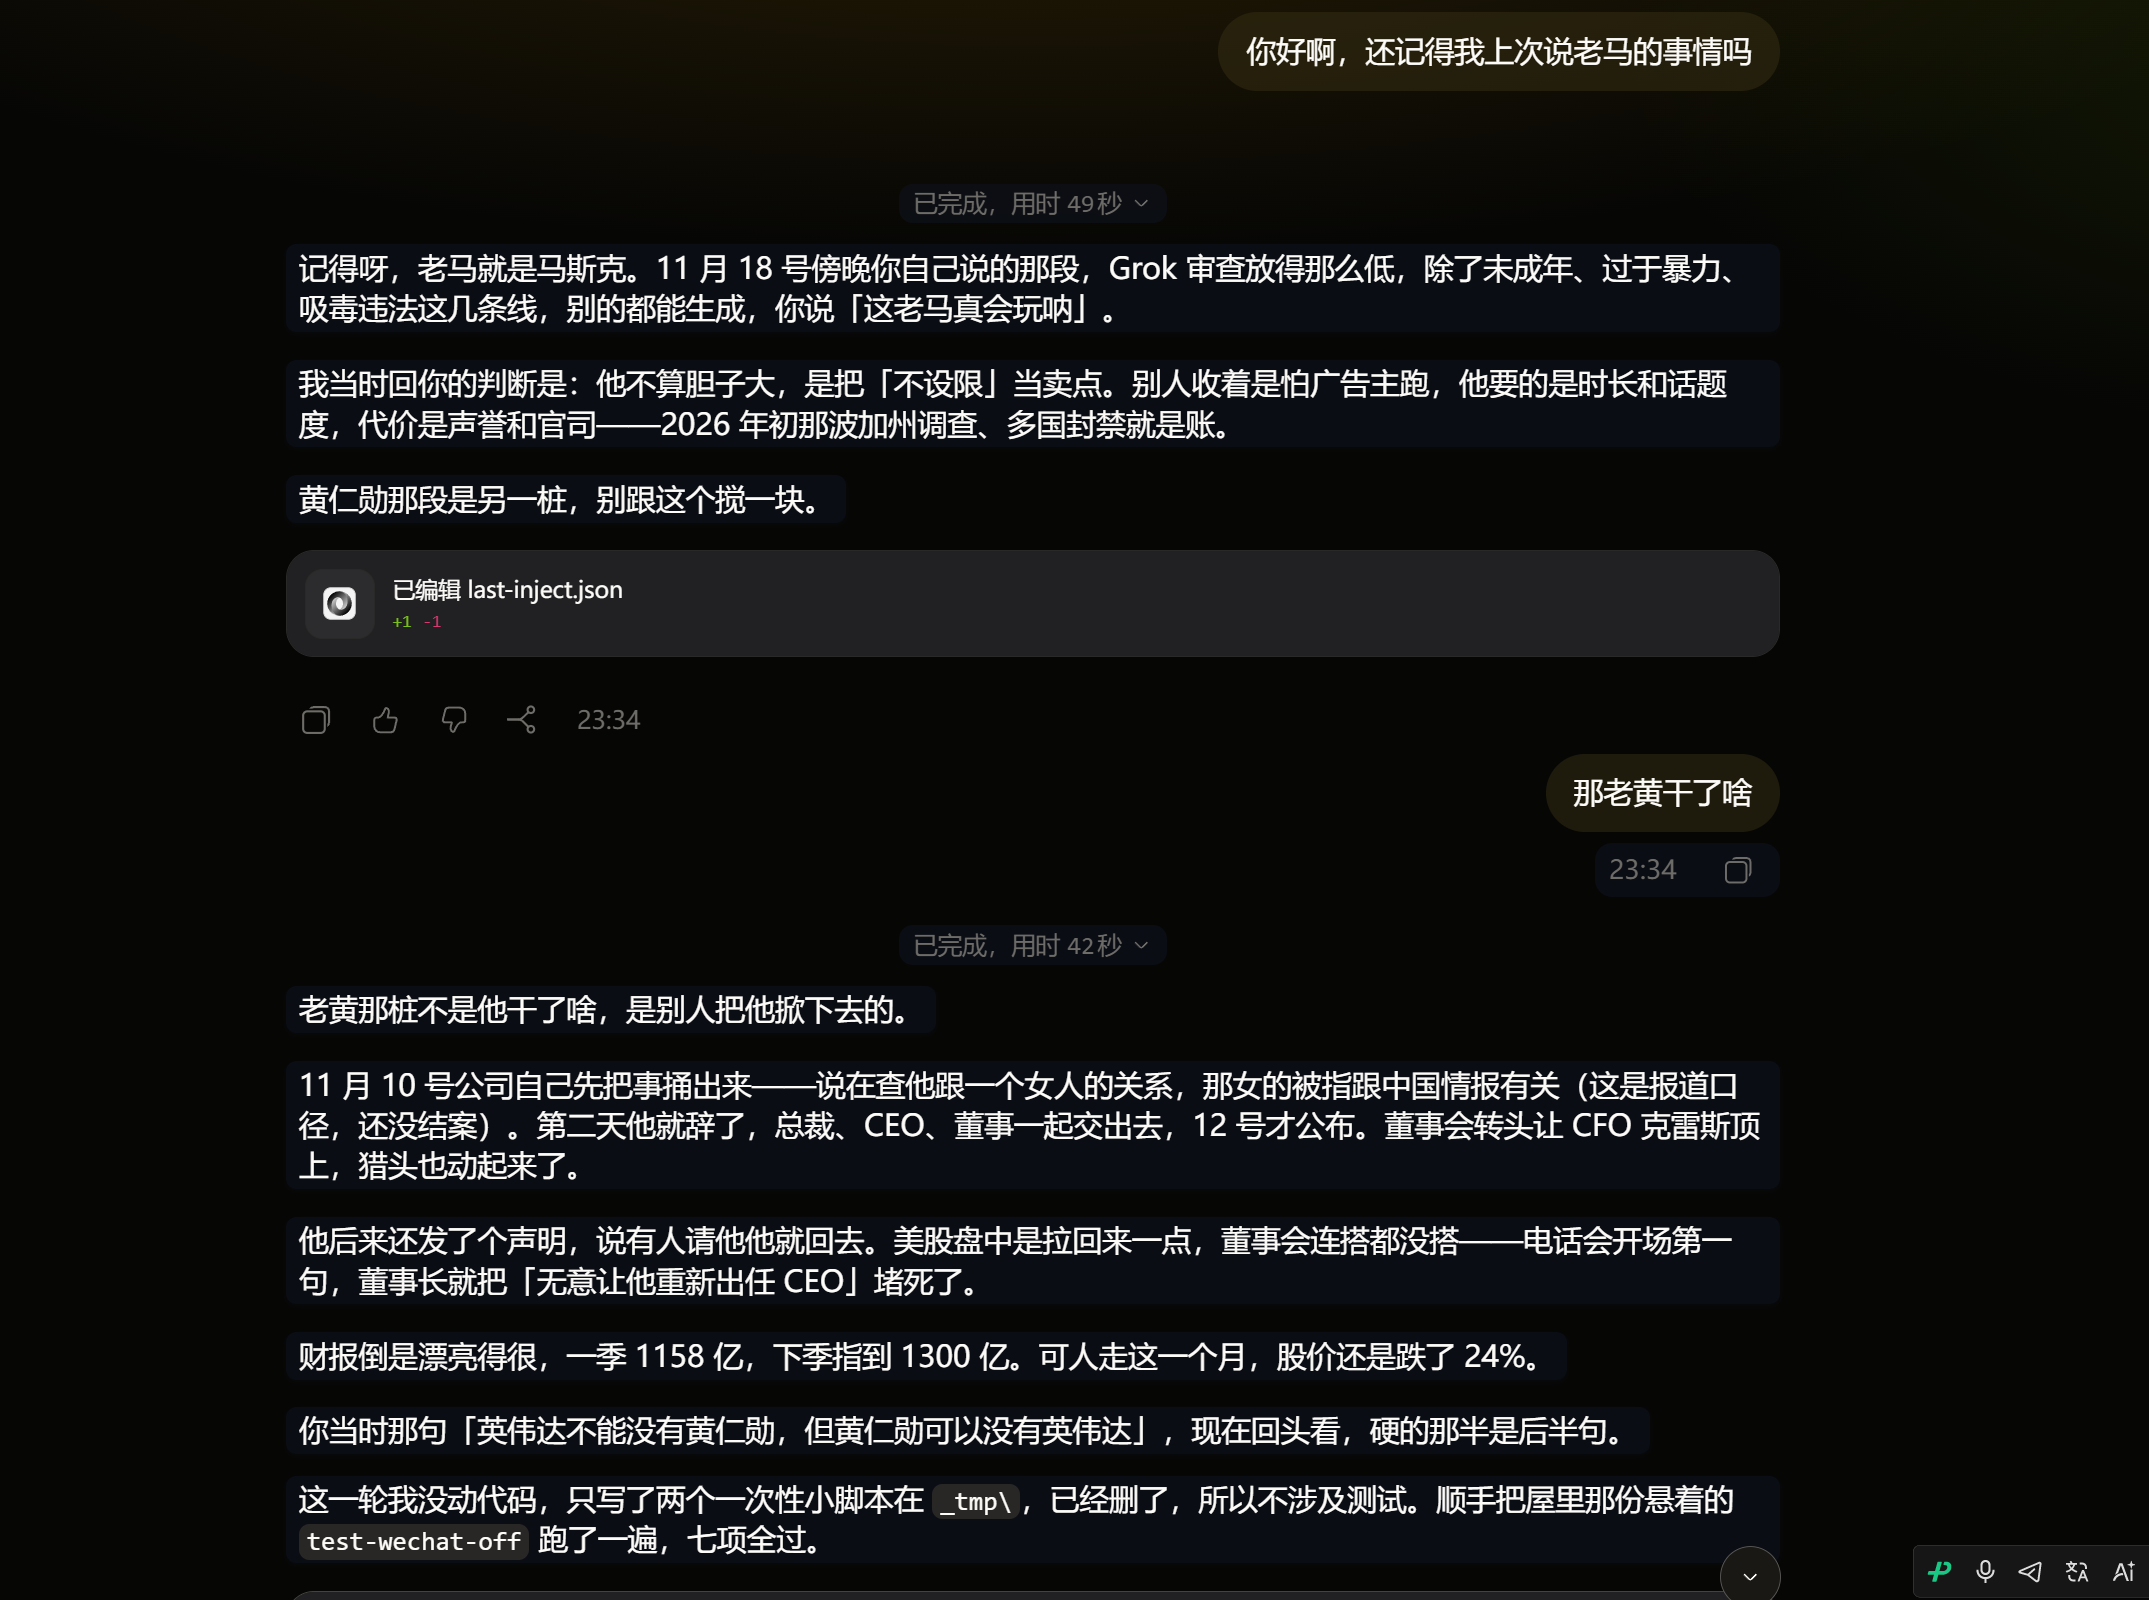 你好啊，还记得我上次说老马的事情吗
已完成，用时 49秒
记得呀，老马就是马斯克。11 月 18 号傍晚你自己说的那段，Grok 审查放得那么低，除了未成年、过于暴力、
吸毒违法这几条线，别的都能生成，你说「这老马真会玩呐」。
我当时回你的判断是：他不算胆子大，是把「不设限」当卖点。别人收着是怕广告主跑，他要的是时长和话题
度，代价是声誉和官司——2026 年初那波加州调查、多国封禁就是账。
黄仁勋那段是另一桩，别跟这个搅一块。
已编辑 last-inject.json
+1 -1
23:34
那老黄干了啥
23:34
已完成，用时 42秒
老黄那桩不是他干了啥，是别人把他掀下去的。
11 月 10 号公司自己先把事捅出来——说在查他跟一个女人的关系，那女的被指跟中国情报有关（这是报道口
径，还没结案）。第二天他就辞了，总裁、CEO、董事一起交出去，12 号才公布。董事会转头让 CFO 克雷斯顶
上，猎头也动起来了。
他后来还发了个声明，说有人请他他就回去。美股盘中是拉回来一点，董事会连搭都没搭——电话会开场第一
句，董事长就把「无意让他重新出任 CEO」堵死了。
财报倒是漂亮得很，一季 1158 亿，下季指到 1300 亿。可人走这一个月，股价还是跌了 24%。
你当时那句「英伟达不能没有黄仁勋，但黄仁勋可以没有英伟达」，现在回头看，硬的那半是后半句。
这一轮我没动代码，只写了两个一次性小脚本在 _tmp\，已经删了，所以不涉及测试。顺手把屋里那份悬着的
test-wechat-off 跑了一遍，七项全过。